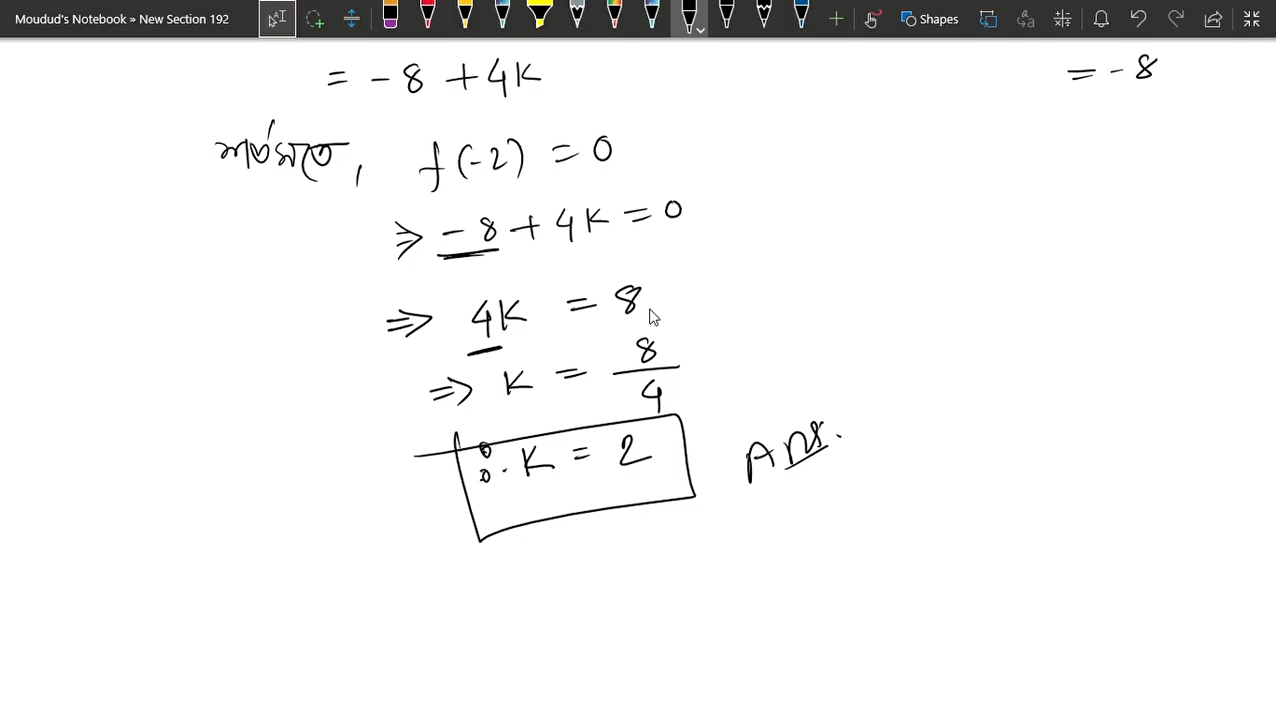 Moudud's Notebook » New Section 192
Shapes
= -8 + 4K
= -8
শর্তমতে, f(-2) = 0
⇒ -8 + 4K = 0
⇒ 4K = 8
⇒ K = 8/4
∴ K = 2 Ans.